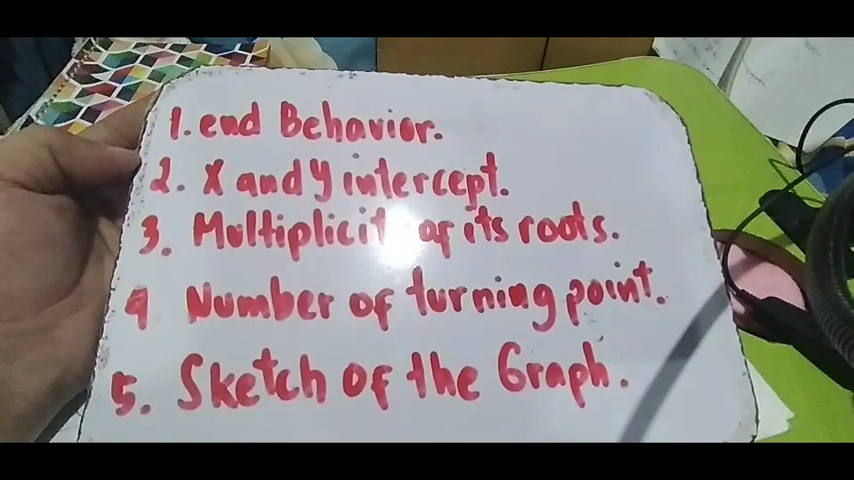 1. end Behavior.
2. X and y intercept.
3. Multiplicity of its roots.
4 Number of turning point.
5. Sketch of the Graph.